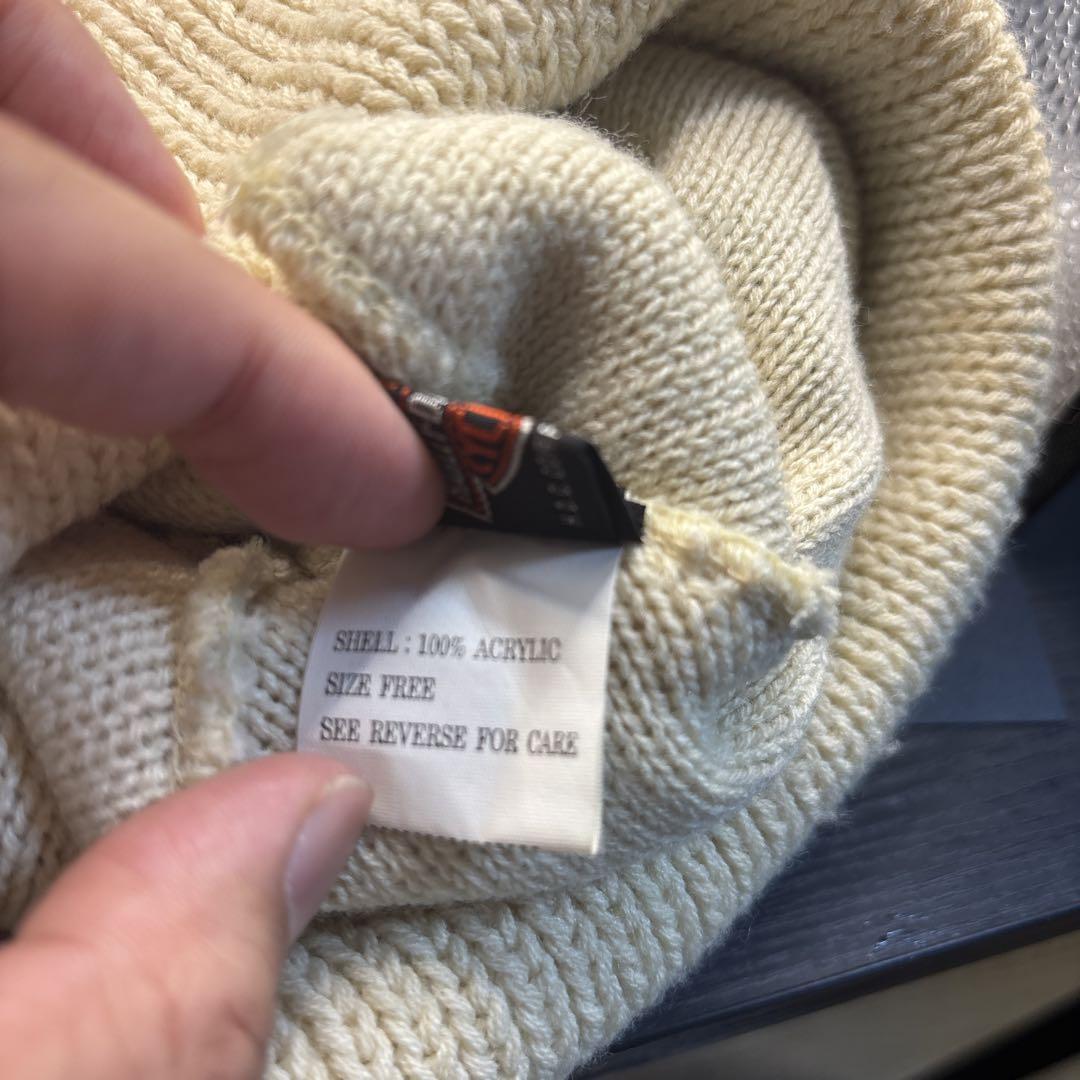 SHELL : 100% ACRYLIC
SIZE FREE
SEE REVERSE FOR CARE